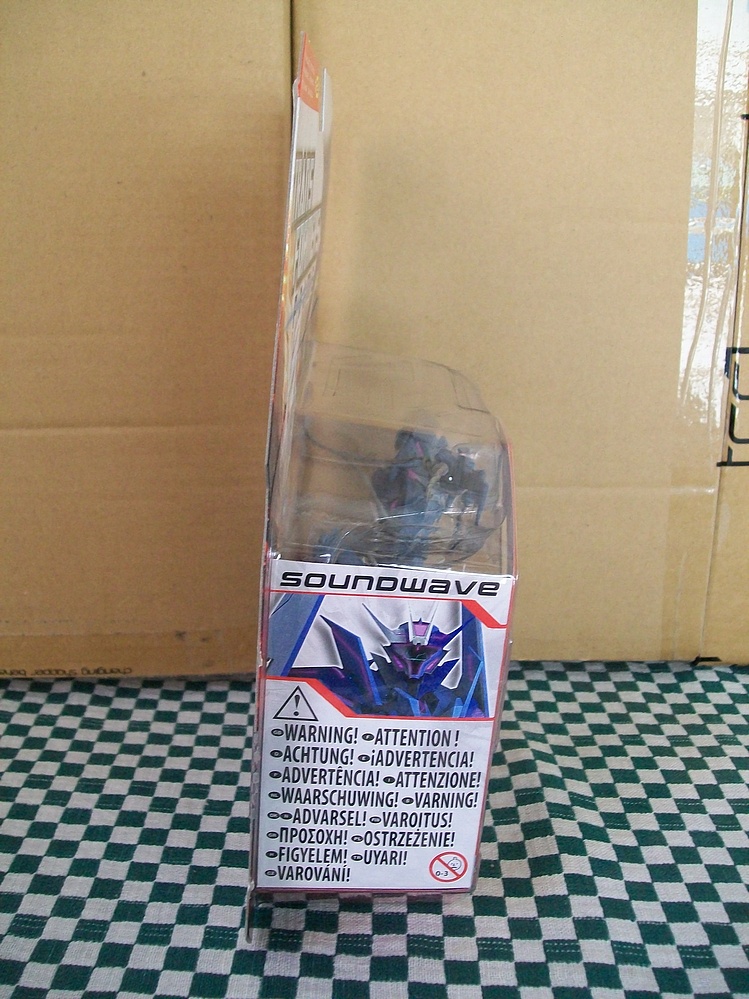 SOUNDWAVE
WARNING! ATTENTION!
ACHTUNG! ¡ADVERTENCIA!
ADVERTÊNCIA! ATTENZIONE!
WAARSCHUWING! VARNING!
ADVARSEL! VAROITUS!
ΠΡΟΣΟΧΗ! OSTRZEŻENIE!
FIGYELEM! UYARI!
VAROVÁNÍ!
0-3